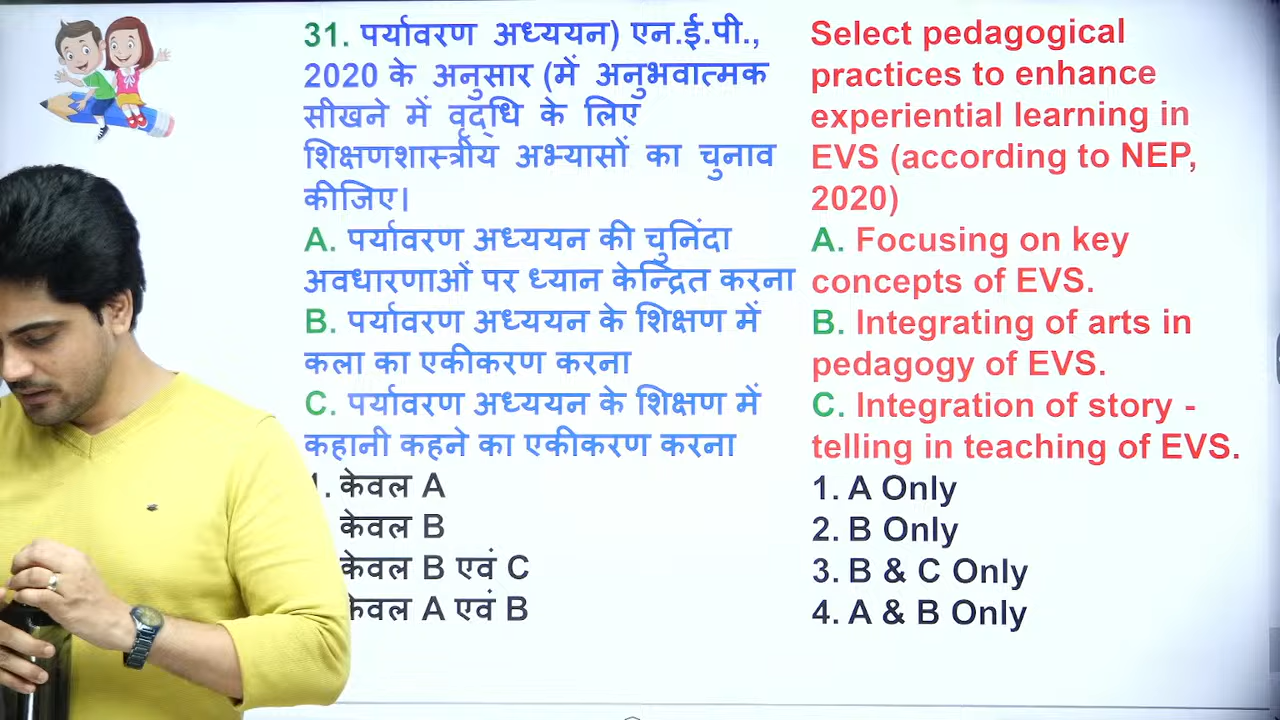 31. पर्यावरण अध्ययन) एन.ई.पी.,
2020 के अनुसार (में अनुभवात्मक
सीखने में वृद्धि के लिए
शिक्षणशास्त्रीय अभ्यासों का चुनाव
कीजिए।
A. पर्यावरण अध्ययन की चुनिंदा
अवधारणाओं पर ध्यान केन्द्रित करना
B. पर्यावरण अध्ययन के शिक्षण में
कला का एकीकरण करना
C. पर्यावरण अध्ययन के शिक्षण में
कहानी कहने का एकीकरण करना
1. केवल A
केवल B
केवल B एवं C
केवल A एवं B
Select pedagogical
practices to enhance
experiential learning in
EVS (according to NEP,
2020)
A. Focusing on key
concepts of EVS.
B. Integrating of arts in
pedagogy of EVS.
C. Integration of story -
telling in teaching of EVS.
1. A Only
2. B Only
3. B & C Only
4. A & B Only